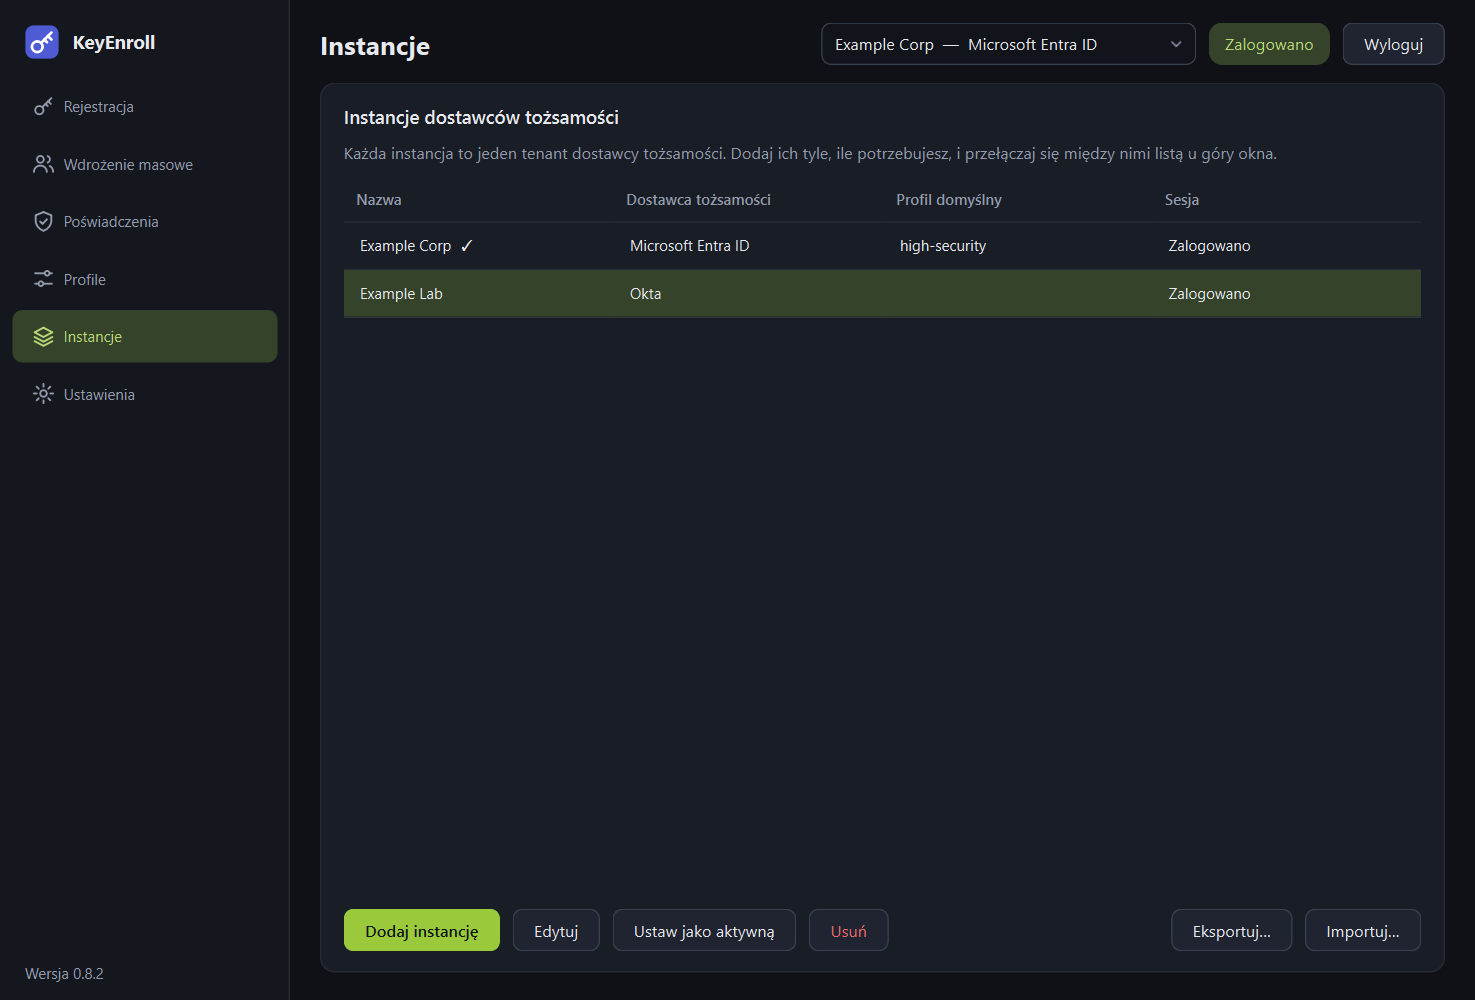 KeyEnroll
Rejestracja
Wdrożenie masowe
Poświadczenia
Profile
Instancje
Ustawienia
Wersja 0.8.2
Instancje
Example Corp — Microsoft Entra ID
Zalogowano
Wyloguj
Instancje dostawców tożsamości
Każda instancja to jeden tenant dostawcy tożsamości. Dodaj ich tyle, ile potrzebujesz, i przełączaj się między nimi listą u góry okna.
Nazwa Dostawca tożsamości Profil domyślny Sesja
Example Corp ✓ Microsoft Entra ID high-security Zalogowano
Example Lab Okta Zalogowano
Dodaj instancję Edytuj Ustaw jako aktywną Usuń Eksportuj... Importuj...